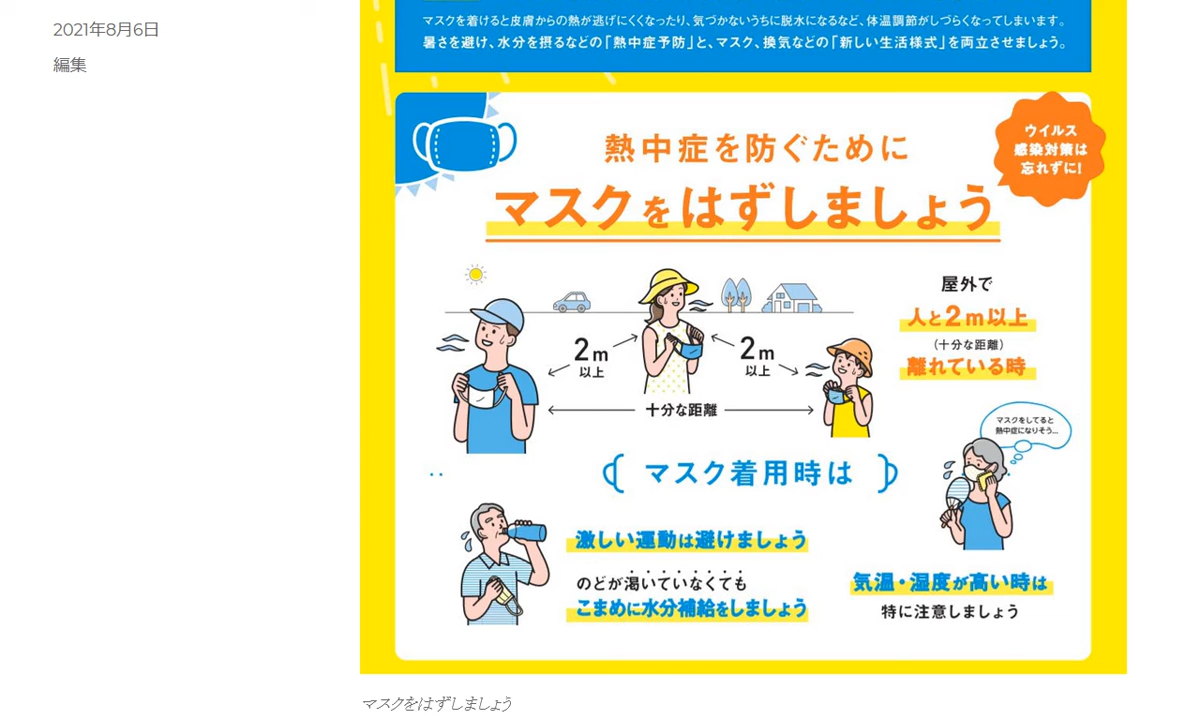 2021年8月6日
編集
マスクを着けると皮膚からの熱が逃げにくくなったり、気づかないうちに脱水になるなど、体温調節がしづらくなってしまいます。
暑さを避け、水分を摂るなどの「熱中症予防」と、マスク、換気などの「新しい生活様式」を両立させましょう。
ウイルス
感染対策は
忘れずに!
熱中症を防ぐために
マスクをはずしましょう
屋外で
人と2m以上
(十分な距離)
離れている時
2m
以上
2m
以上
十分な距離
マスクをしてると
熱中症になりそう…
マスク着用時は
激しい運動は避けましょう
のどが渇いていなくても
こまめに水分補給をしましょう
気温・湿度が高い時は
特に注意しましょう
マスクをはずしましょう